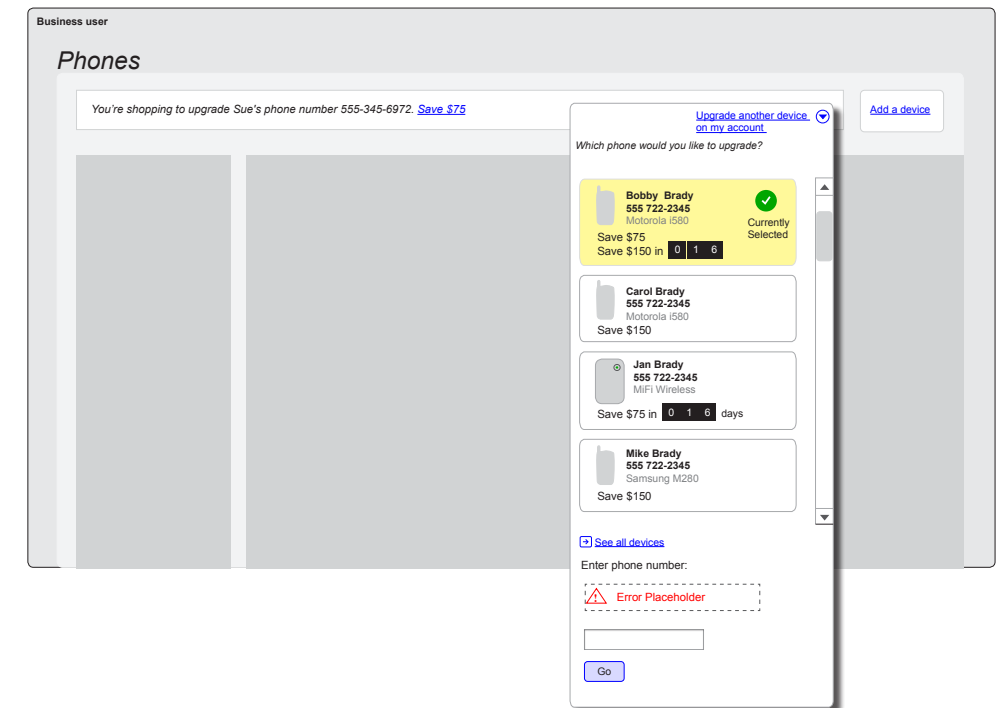 Business user
Phones
You're shopping to upgrade Sue's phone number 555-345-6972. Save $75
Add a device
Upgrade another device
on my account
Which phone would you like to upgrade?
Bobby Brady
555 722-2345
Motorola i580
Currently
Selected
Save $75
Save $150 in 0 1 6
Carol Brady
555 722-2345
Motorola i580
Save $150
Jan Brady
555 722-2345
MiFi Wireless
Save $75 in 0 1 6 days
Mike Brady
555 722-2345
Samsung M280
Save $150
See all devices
Enter phone number:
Error Placeholder
Go